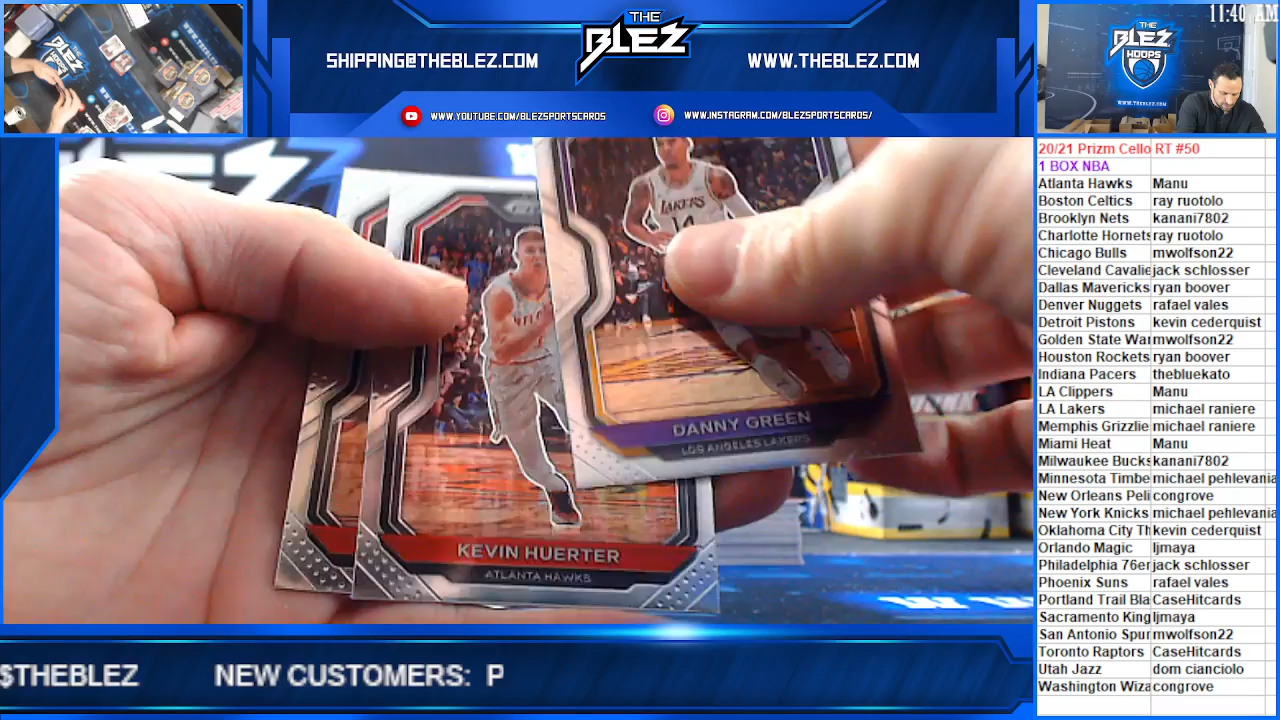 THE
BLEZ
SHIPPING@THEBLEZ.COM
WWW.THEBLEZ.COM
WWW.YOUTUBE.COM/BLEZSPORTSCARDS
WWW.INSTAGRAM.COM/BLEZSPORTSCARDS/
11:40 AM
THE
BLEZ
HOOPS
WWW.THEBLEZ.COM
20/21 Prizm Cello RT #50
1 BOX NBA
Atlanta Hawks Manu
Boston Celtics ray ruotolo
Brooklyn Nets kanani7802
Charlotte Hornets ray ruotolo
Chicago Bulls mwolfson22
Cleveland Cavalie jack schlosser
Dallas Mavericks ryan boover
Denver Nuggets rafael vales
Detroit Pistons kevin cederquist
Golden State War mwolfson22
Houston Rockets ryan boover
Indiana Pacers thebluekato
LA Clippers Manu
LA Lakers michael raniere
Memphis Grizzlie michael raniere
Miami Heat Manu
Milwaukee Bucks kanani7802
Minnesota Timbe michael pehlevania
New Orleans Peli congrove
New York Knicks michael pehlevania
Oklahoma City Th kevin cederquist
Orlando Magic ljmaya
Philadelphia 76er jack schlosser
Phoenix Suns rafael vales
Portland Trail Bla CaseHitcards
Sacramento King ljmaya
San Antonio Spur mwolfson22
Toronto Raptors CaseHitcards
Utah Jazz dom cianciolo
Washington Wiza congrove
LAKERS
14
DANNY GREEN
LOS ANGELES LAKERS
KEVIN HUERTER
ATLANTA HAWKS
$THEBLEZ NEW CUSTOMERS: P